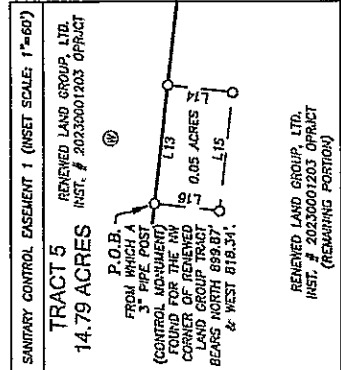 SANITARY CONTROL EASEMENT 1 (INSET SCALE: 1"=60')
TRACT 5
14.79 ACRES
RENEWED LAND GROUP, LTD.
INST. # 20230001203 OPRJCT
W
P.O.B.
FROM WHICH A
3" PIPE POST
(CONTROL MONUMENT)
FOUND FOR THE NW
CORNER OF RENEWED
LAND GROUP TRACT
BEARS NORTH 899.87'
& WEST 818.34'.
L13
L14
0.05 ACRES
L15
L16
RENEWED LAND GROUP, LTD.
INST. # 20230001203 OPRJCT
(REMAINING PORTION)